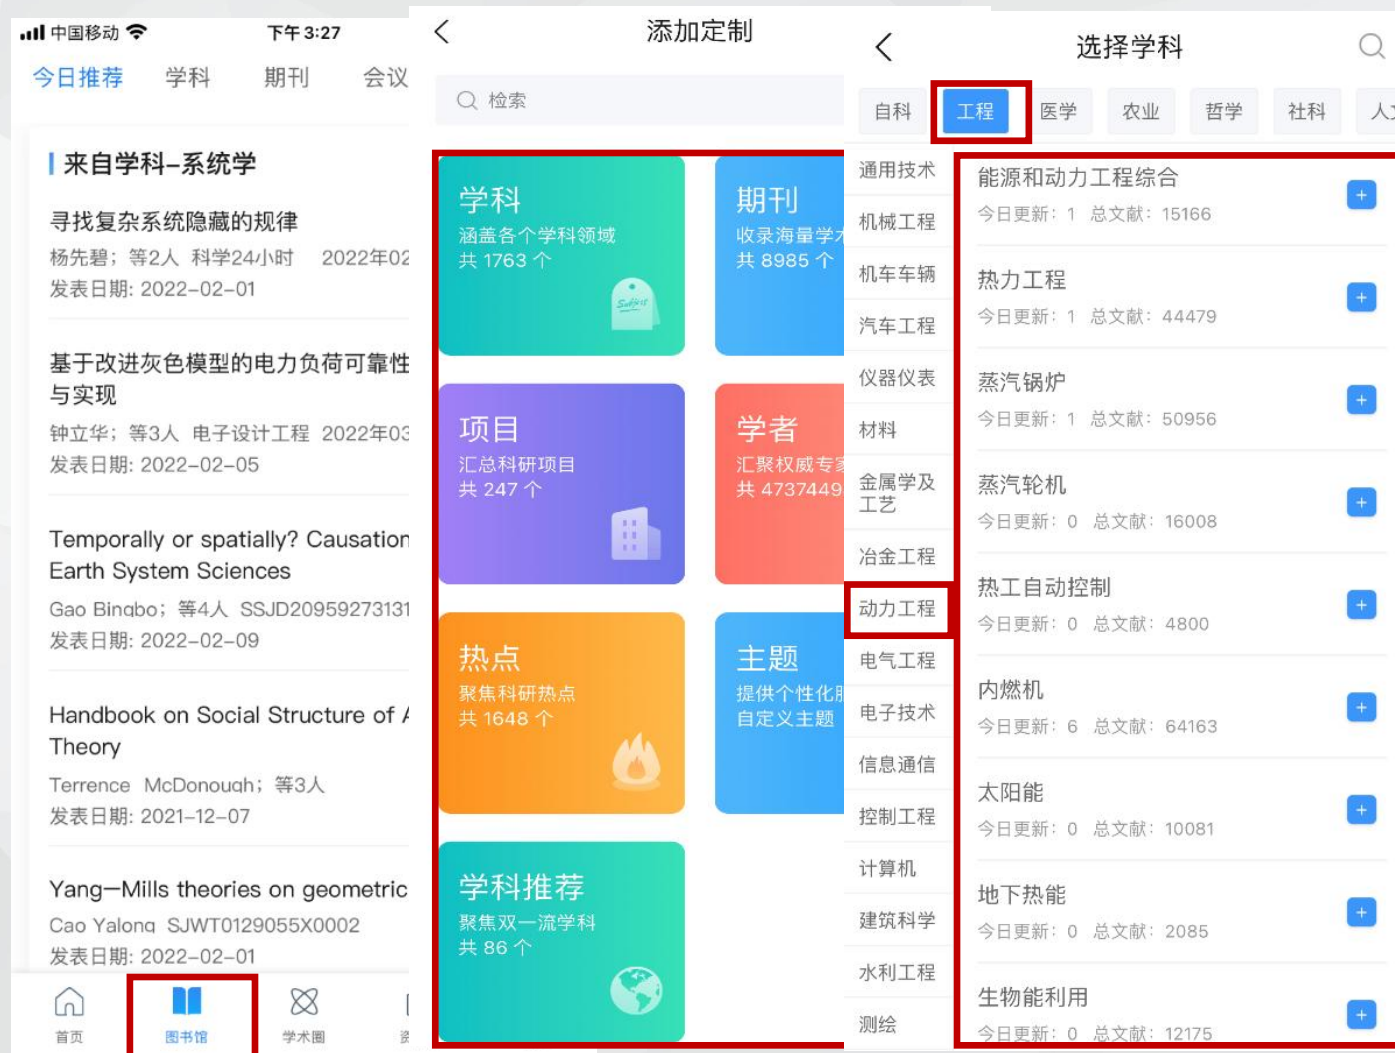 中国移动 下午3:27
今日推荐 学科 期刊 会议
来自学科-系统学
寻找复杂系统隐藏的规律
杨先碧；等2人 科学24小时 2022年02
发表日期: 2022-02-01
基于改进灰色模型的电力负荷可靠性
与实现
钟立华；等3人 电子设计工程 2022年03
发表日期: 2022-02-05
Temporally or spatially? Causation
Earth System Sciences
Gao Bingbo；等4人 SSJD20959273131
发表日期: 2022-02-09
Handbook on Social Structure of A
Theory
Terrence McDonough；等3人
发表日期: 2021-12-07
Yang—Mills theories on geometric
Cao Yalong SJWT0129055X0002
发表日期: 2022-02-01
首页 图书馆 学术圈
添加定制
检索
学科
涵盖各个学科领域
共 1763 个
Subject
期刊
收录海量学术
共 8985 个
项目
汇总科研项目
共 247 个
学者
汇聚权威专家
共 4737449
热点
聚焦科研热点
共 1648 个
主题
提供个性化服
自定义主题
学科推荐
聚焦双一流学科
共 86 个
选择学科
自科 工程 医学 农业 哲学 社科 人文
通用技术
机械工程
机车车辆
汽车工程
仪器仪表
材料
金属学及
工艺
冶金工程
动力工程
电气工程
电子技术
信息通信
控制工程
计算机
建筑科学
水利工程
测绘
能源和动力工程综合
今日更新：1 总文献：15166
热力工程
今日更新：1 总文献：44479
蒸汽锅炉
今日更新：1 总文献：50956
蒸汽轮机
今日更新：0 总文献：16008
热工自动控制
今日更新：0 总文献：4800
内燃机
今日更新：6 总文献：64163
太阳能
今日更新：0 总文献：10081
地下热能
今日更新：0 总文献：2085
生物能利用
今日更新：0 总文献：12175